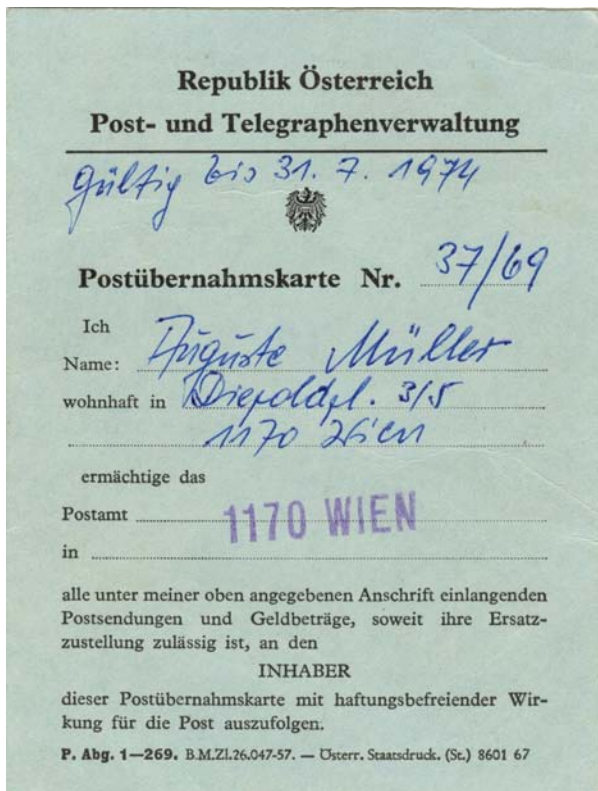 Republik Österreich
Post- und Telegraphenverwaltung
Gültig bis 31. 7. 1974
Postübernahmskarte Nr. 37/69
Ich
Name: Auguste Müller
wohnhaft in Diepoldpl. 3/5
1170 Wien
ermächtige das
Postamt 1170 WIEN
in
alle unter meiner oben angegebenen Anschrift einlangenden
Postsendungen und Geldbeträge, soweit ihre Ersatz-
zustellung zulässig ist, an den
INHABER
dieser Postübernahmskarte mit haftungsbefreiender Wir-
kung für die Post auszufolgen.
P. Abg. 1—269. B.M.Zl.26.047-57. — Österr. Staatsdruck. (St.) 8601 67